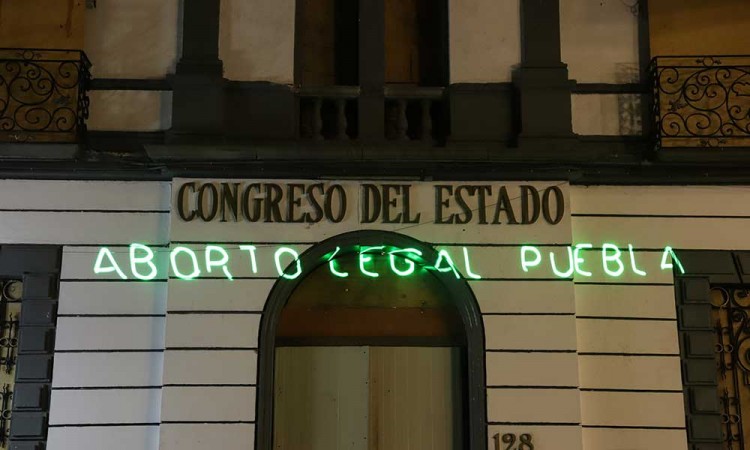 CONGRESO DEL ESTADO
ABORTO LEGAL PUEBLA
128